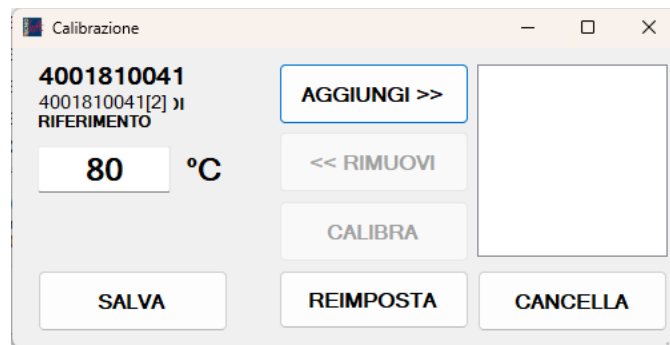 Calibrazione
4001810041
4001810041[2]
RIFERIMENTO
80 °C
AGGIUNGI >>
<< RIMUOVI
CALIBRA
SALVA
REIMPOSTA
CANCELLA